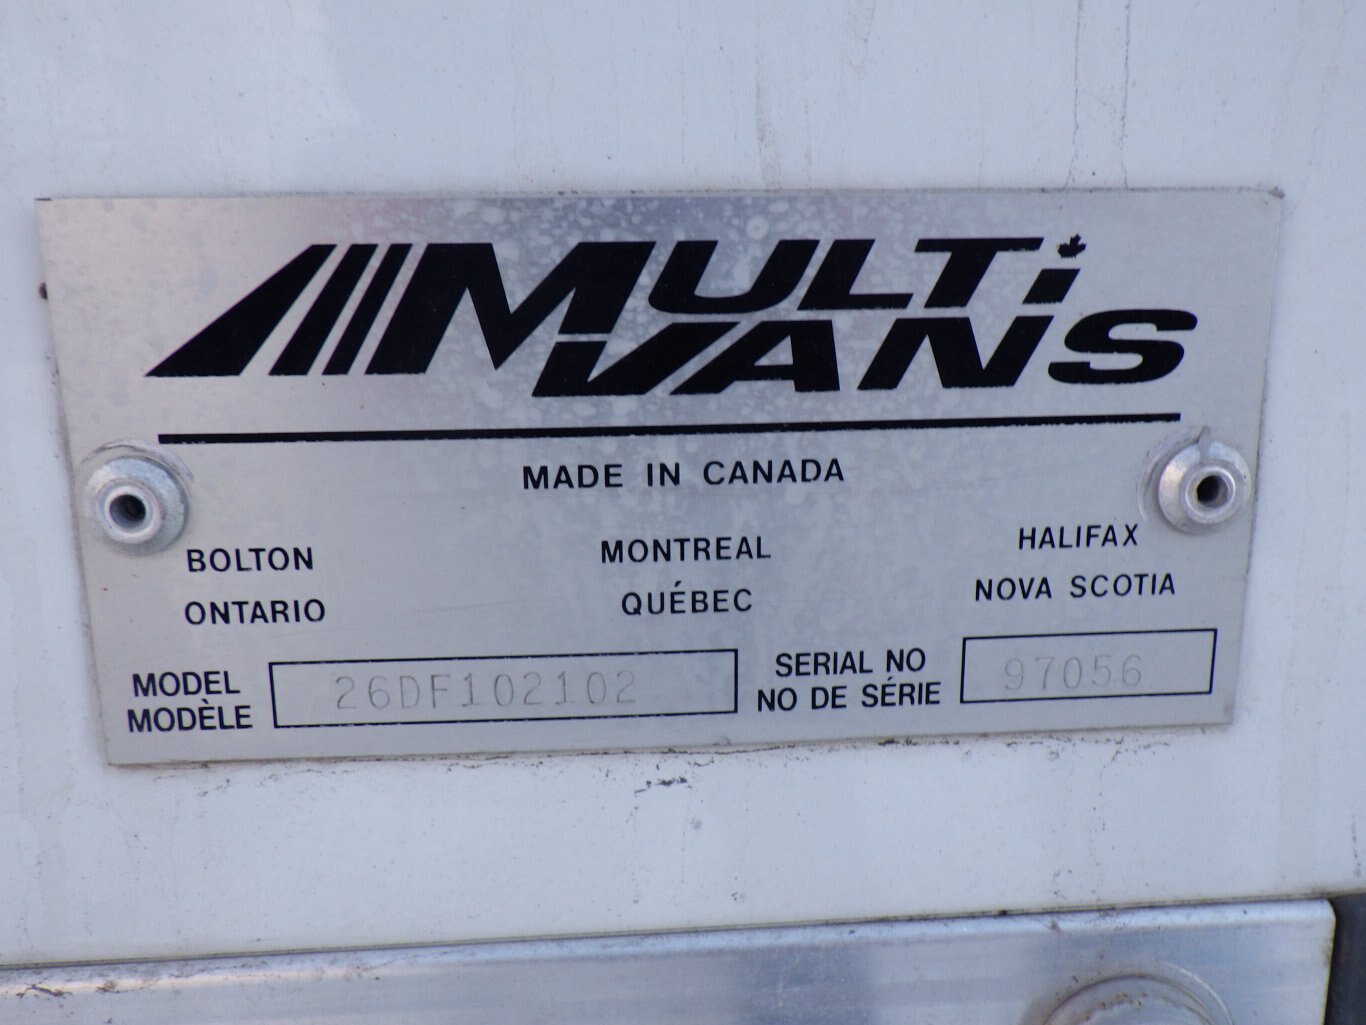 MULTi
VANS
MADE IN CANADA
BOLTON
ONTARIO
MONTREAL
QUÉBEC
HALIFAX
NOVA SCOTIA
MODEL
MODÈLE
26DF102102
SERIAL NO
NO DE SÉRIE
97056